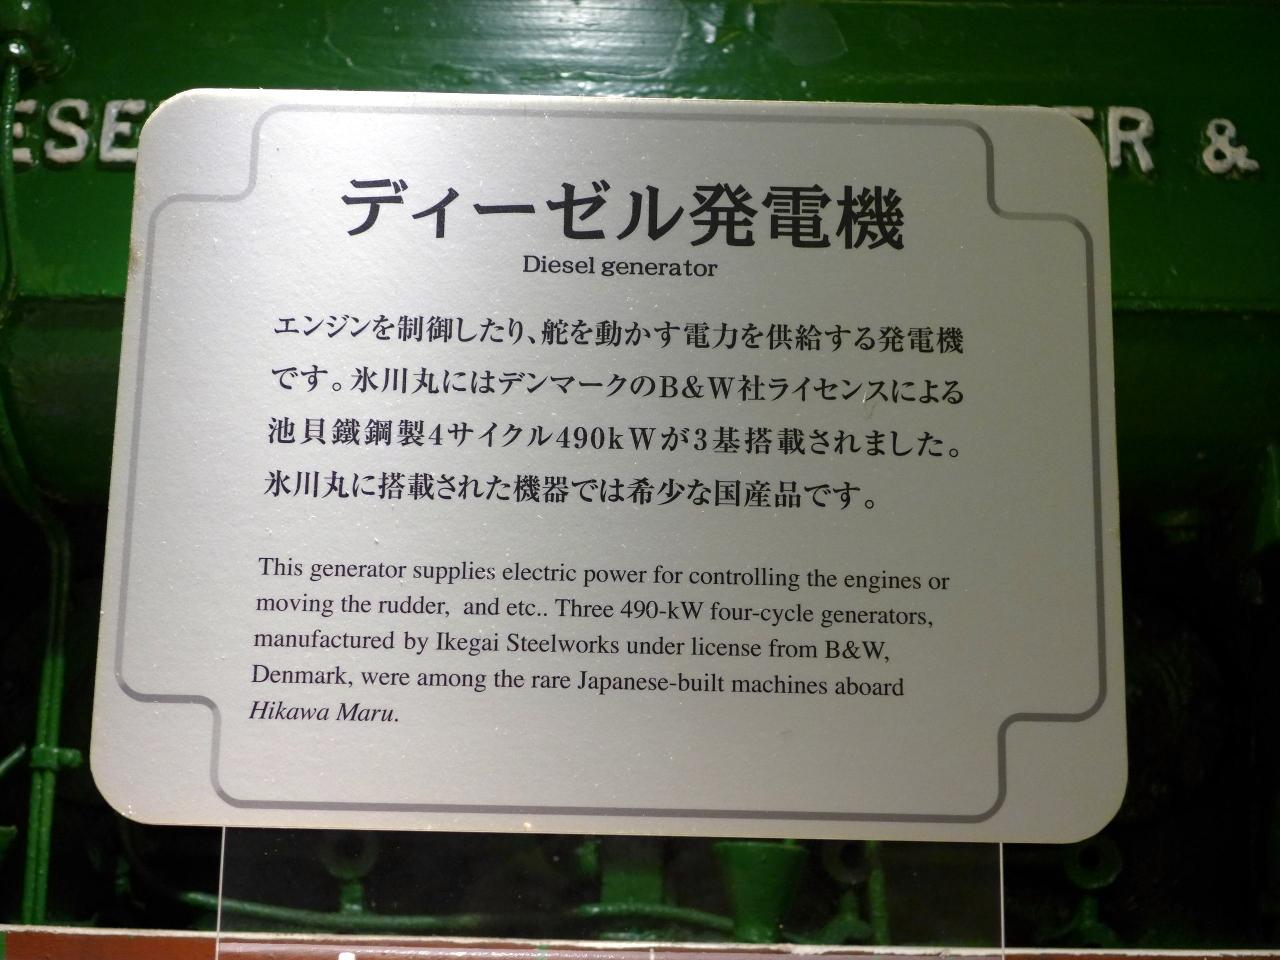 ESE
ER &
ディーゼル発電機
Diesel generator
エンジンを制御したり、舵を動かす電力を供給する発電機
です。氷川丸にはデンマークのB&W社ライセンスによる
池貝鐵鋼製4サイクル490kWが3基搭載されました。
氷川丸に搭載された機器では希少な国産品です。
This generator supplies electric power for controlling the engines or
moving the rudder, and etc.. Three 490-kW four-cycle generators,
manufactured by Ikegai Steelworks under license from B&W,
Denmark, were among the rare Japanese-built machines aboard
Hikawa Maru.